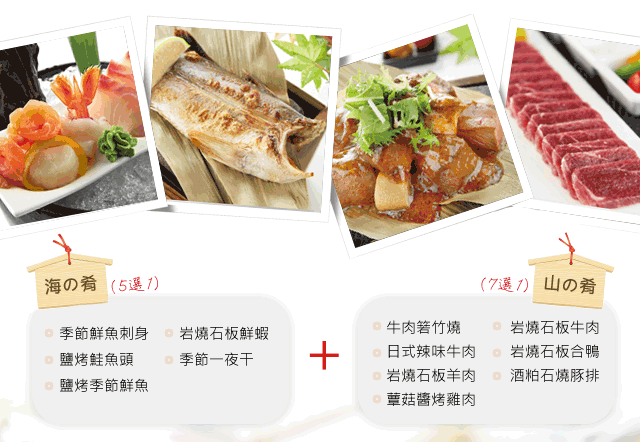 海の肴
(5選1)
季節鮮魚刺身
岩燒石板鮮蝦
鹽烤鮭魚頭
季節一夜干
鹽烤季節鮮魚
+
(7選1)
山の肴
牛肉箬竹燒
岩燒石板牛肉
日式辣味牛肉
岩燒石板合鴨
岩燒石板羊肉
酒粕石燒豚排
蕈菇醬烤雞肉